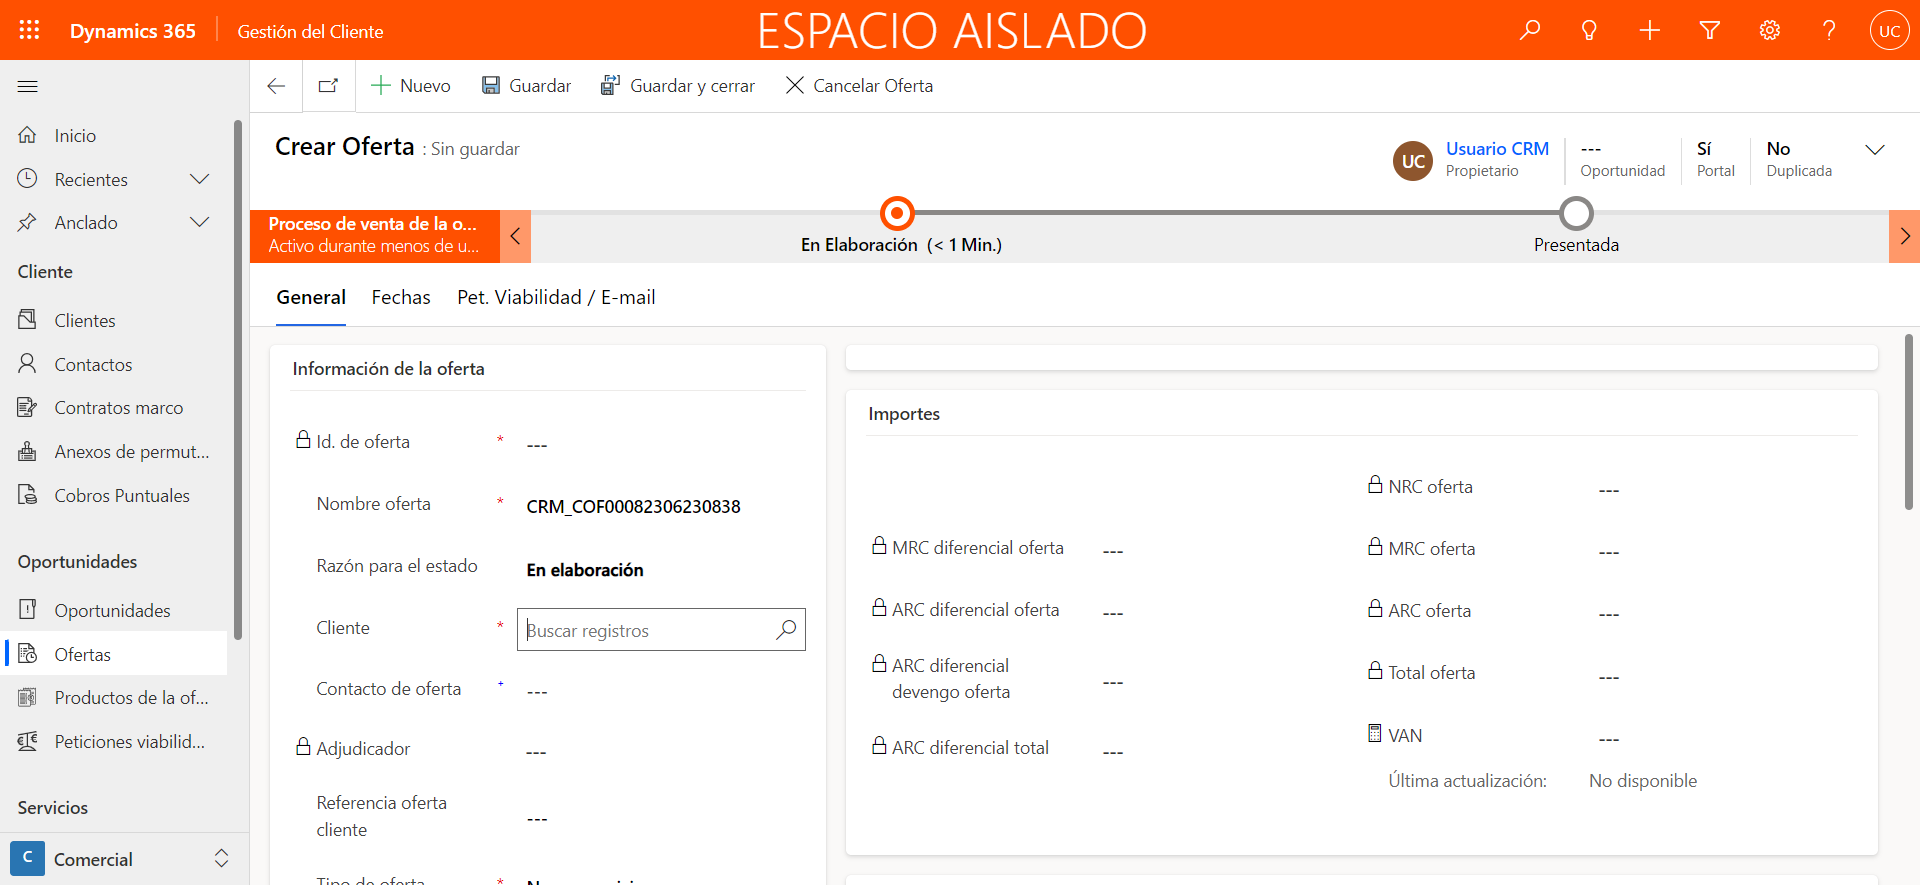 Dynamics 365
Gestión del Cliente
ESPACIO AISLADO
UC
Nuevo
Guardar
Guardar y cerrar
Cancelar Oferta
Inicio
Recientes
Anclado
Cliente
Clientes
Contactos
Contratos marco
Anexos de permut...
Cobros Puntuales
Oportunidades
Oportunidades
Ofertas
Productos de la of...
Peticiones viabilid...
Servicios
C
Comercial
Crear Oferta : Sin guardar
UC
Usuario CRM
Propietario
---
Oportunidad
Sí
Portal
No
Duplicada
Proceso de venta de la o...
Activo durante menos de u...
En Elaboración (< 1 Min.)
Presentada
General
Fechas
Pet. Viabilidad / E-mail
Información de la oferta
Id. de oferta * ---
Nombre oferta * CRM_COF00082306230838
Razón para el estado En elaboración
Cliente * Buscar registros
Contacto de oferta + ---
Adjudicador ---
Referencia oferta
cliente ---
Tipo de oferta *
Importes
MRC diferencial oferta ---
ARC diferencial oferta ---
ARC diferencial
devengo oferta ---
ARC diferencial total ---
NRC oferta ---
MRC oferta ---
ARC oferta ---
Total oferta ---
VAN ---
Última actualización: No disponible